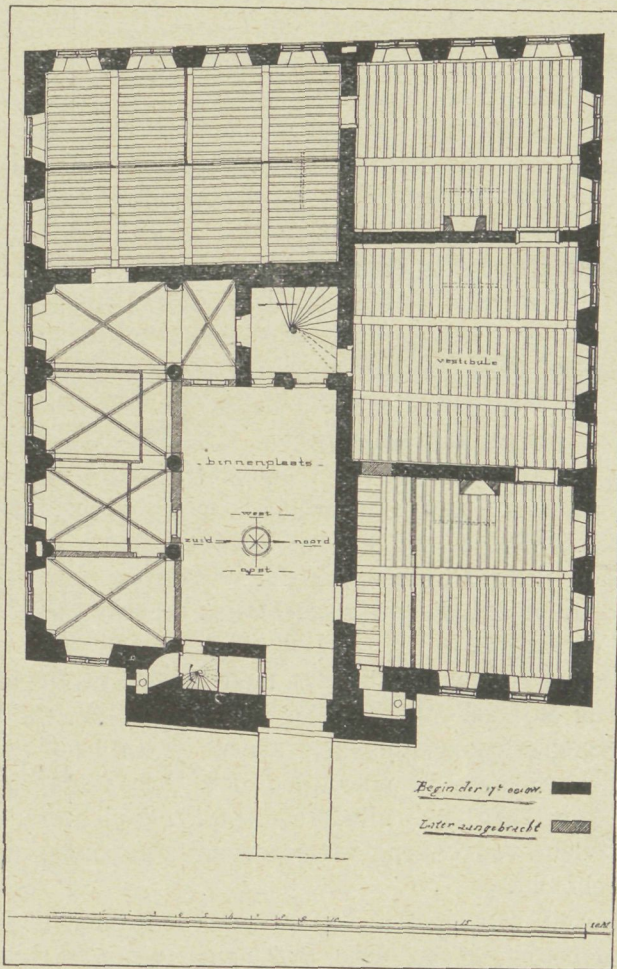 vestibule
binnenplaats
west
zuid noord
oost
Begin der 17e eeuw.
Later aangebracht